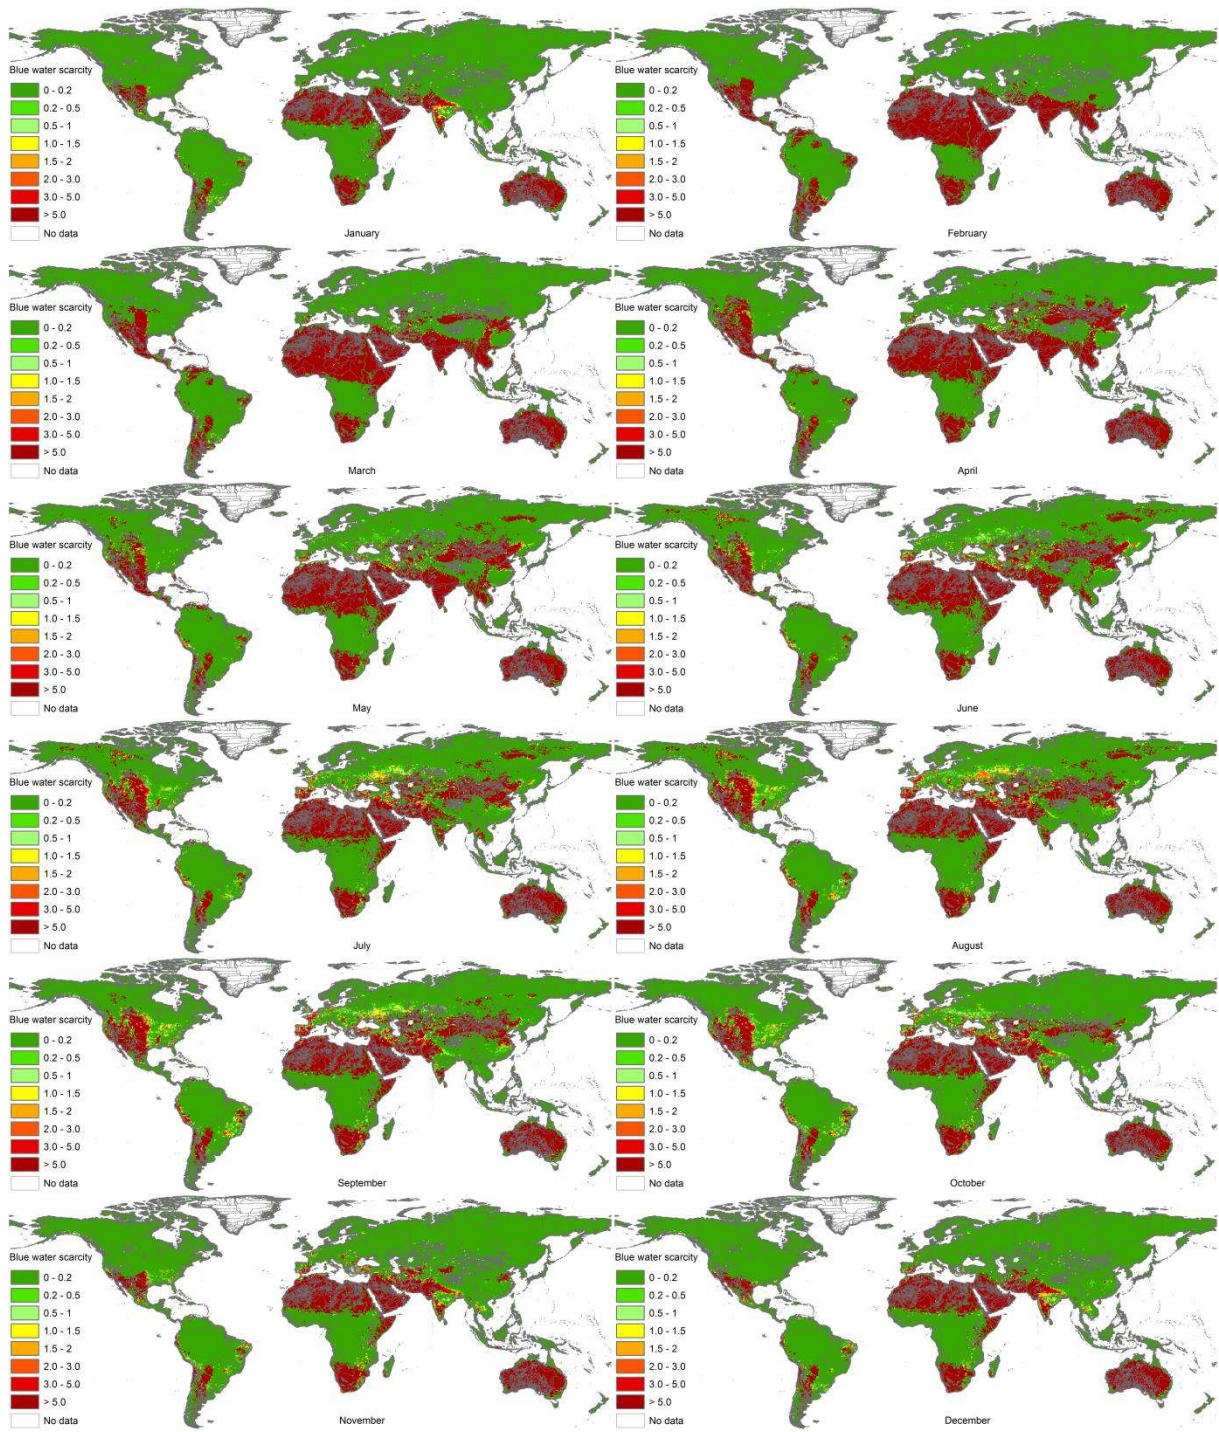 Blue water scarcity
0 - 0.2
0.2 - 0.5
0.5 - 1
1.0 - 1.5
1.5 - 2
2.0 - 3.0
3.0 - 5.0
> 5.0
No data
January
Blue water scarcity
0 - 0.2
0.2 - 0.5
0.5 - 1
1.0 - 1.5
1.5 - 2
2.0 - 3.0
3.0 - 5.0
> 5.0
No data
February
Blue water scarcity
0 - 0.2
0.2 - 0.5
0.5 - 1
1.0 - 1.5
1.5 - 2
2.0 - 3.0
3.0 - 5.0
> 5.0
No data
March
Blue water scarcity
0 - 0.2
0.2 - 0.5
0.5 - 1
1.0 - 1.5
1.5 - 2
2.0 - 3.0
3.0 - 5.0
> 5.0
No data
April
Blue water scarcity
0 - 0.2
0.2 - 0.5
0.5 - 1
1.0 - 1.5
1.5 - 2
2.0 - 3.0
3.0 - 5.0
> 5.0
No data
May
Blue water scarcity
0 - 0.2
0.2 - 0.5
0.5 - 1
1.0 - 1.5
1.5 - 2
2.0 - 3.0
3.0 - 5.0
> 5.0
No data
June
Blue water scarcity
0 - 0.2
0.2 - 0.5
0.5 - 1
1.0 - 1.5
1.5 - 2
2.0 - 3.0
3.0 - 5.0
> 5.0
No data
July
Blue water scarcity
0 - 0.2
0.2 - 0.5
0.5 - 1
1.0 - 1.5
1.5 - 2
2.0 - 3.0
3.0 - 5.0
> 5.0
No data
August
Blue water scarcity
0 - 0.2
0.2 - 0.5
0.5 - 1
1.0 - 1.5
1.5 - 2
2.0 - 3.0
3.0 - 5.0
> 5.0
No data
September
Blue water scarcity
0 - 0.2
0.2 - 0.5
0.5 - 1
1.0 - 1.5
1.5 - 2
2.0 - 3.0
3.0 - 5.0
> 5.0
No data
October
Blue water scarcity
0 - 0.2
0.2 - 0.5
0.5 - 1
1.0 - 1.5
1.5 - 2
2.0 - 3.0
3.0 - 5.0
> 5.0
No data
November
Blue water scarcity
0 - 0.2
0.2 - 0.5
0.5 - 1
1.0 - 1.5
1.5 - 2
2.0 - 3.0
3.0 - 5.0
> 5.0
No data
December